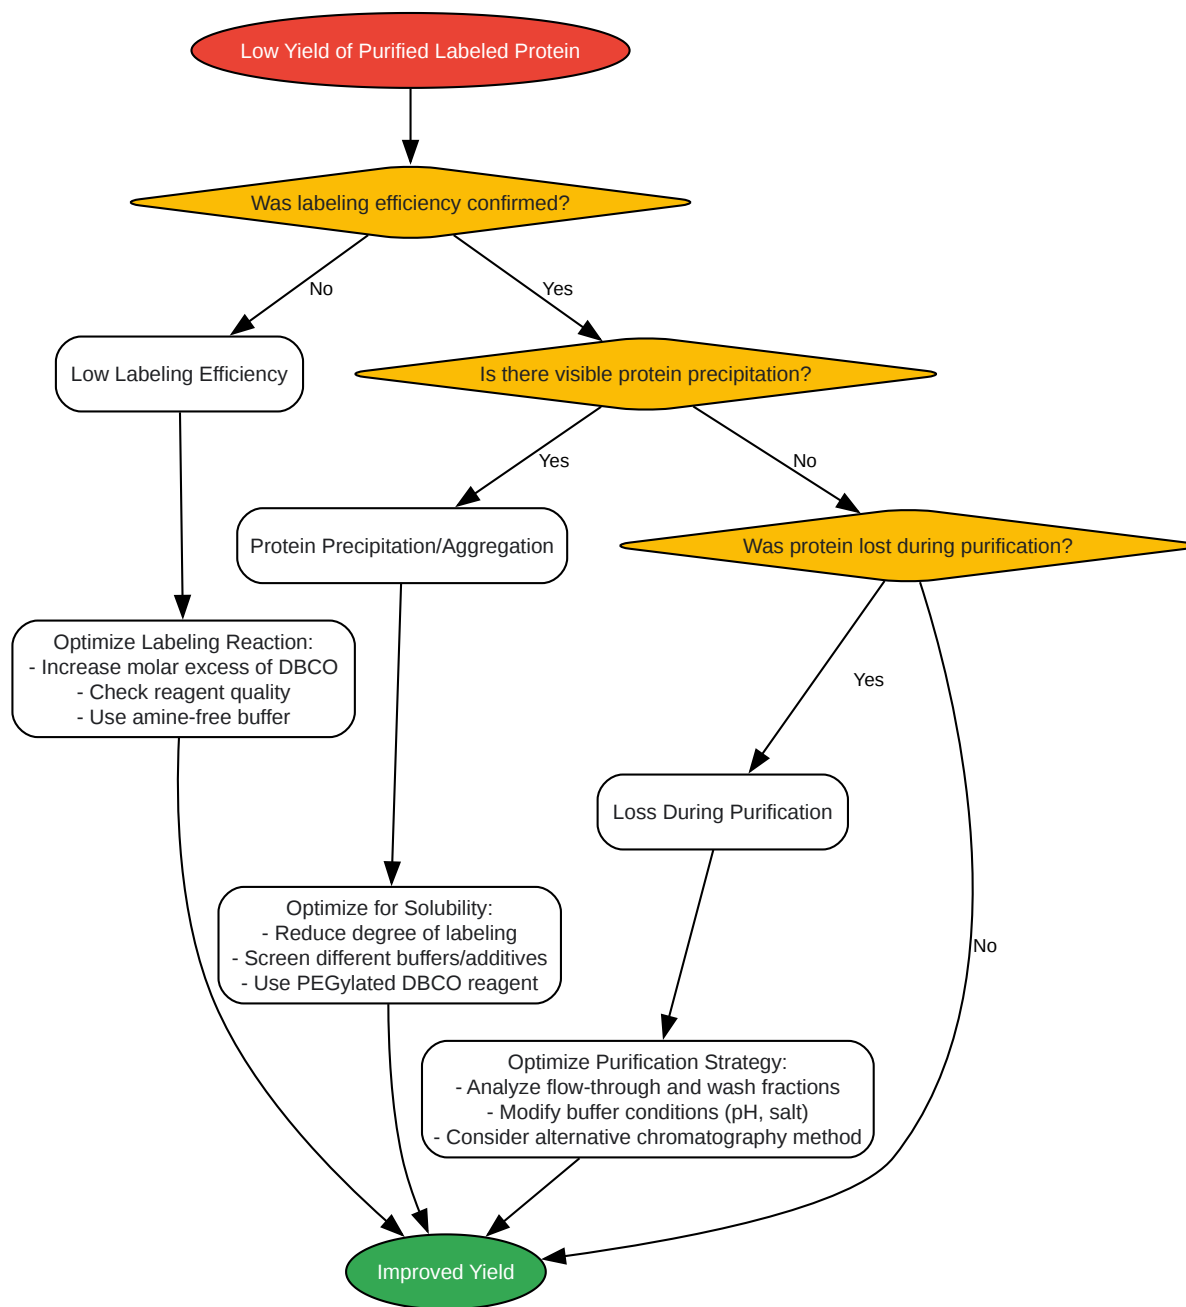 Low Yield of Purified Labeled Protein
Was labeling efficiency confirmed?
No
Yes
Low Labeling Efficiency
Is there visible protein precipitation?
Yes
No
Protein Precipitation/Aggregation
Was protein lost during purification?
Optimize Labeling Reaction:
- Increase molar excess of DBCO
- Check reagent quality
- Use amine-free buffer
Yes
Loss During Purification
Optimize for Solubility:
- Reduce degree of labeling
- Screen different buffers/additives
- Use PEGylated DBCO reagent
No
Optimize Purification Strategy:
- Analyze flow-through and wash fractions
- Modify buffer conditions (pH, salt)
- Consider alternative chromatography method
Improved Yield